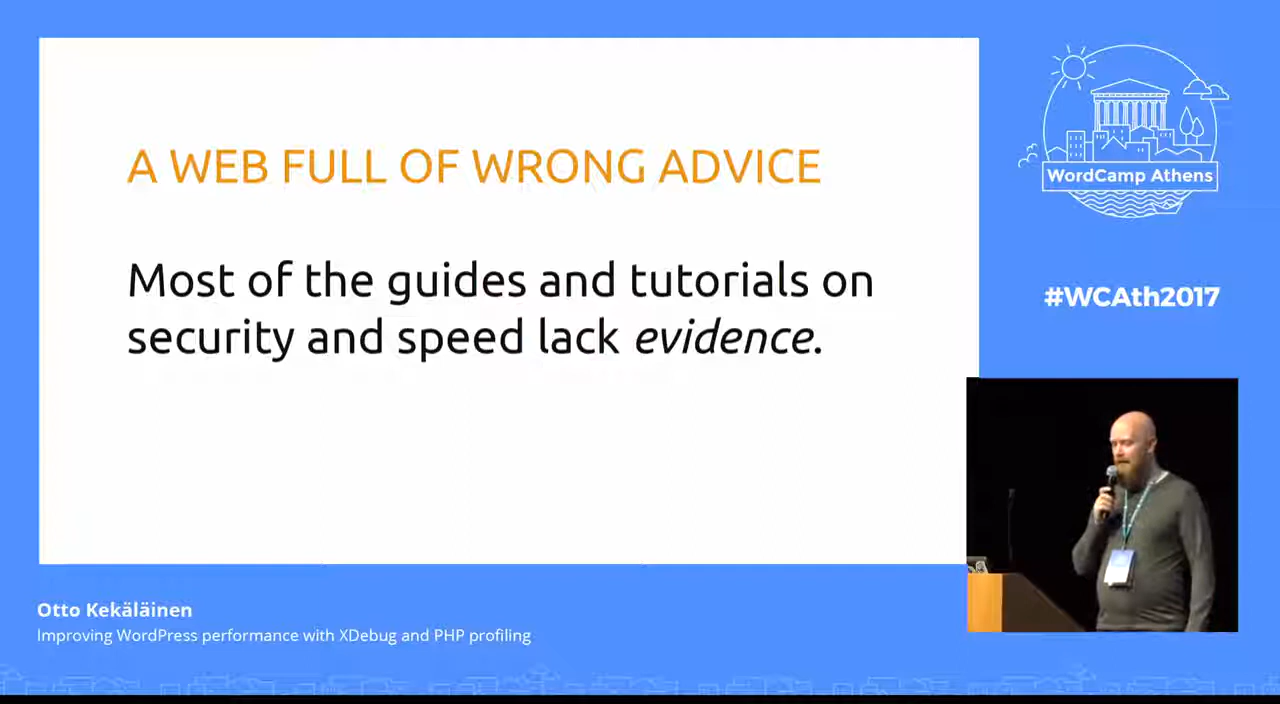 A WEB FULL OF WRONG ADVICE
Most of the guides and tutorials on
security and speed lack evidence.
WordCamp Athens
#WCAth2017
Otto Kekäläinen
Improving WordPress performance with XDebug and PHP profiling